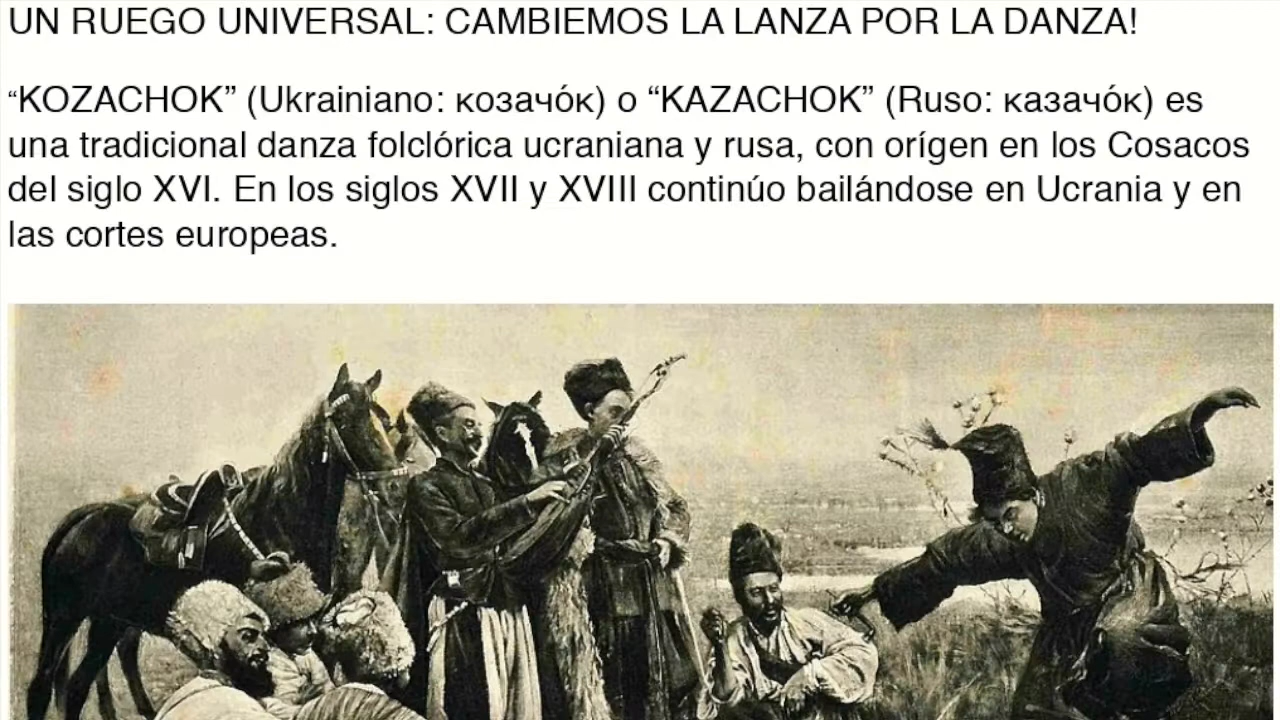 UN RUEGO UNIVERSAL: CAMBIEMOS LA LANZA POR LA DANZA!
“KOZACHOK” (Ukrainiano: козачóк) o “KAZACHOK” (Ruso: казачóк) es
una tradicional danza folclórica ucraniana y rusa, con orígen en los Cosacos
del siglo XVI. En los siglos XVII y XVIII continúo bailándose en Ucrania y en
las cortes europeas.